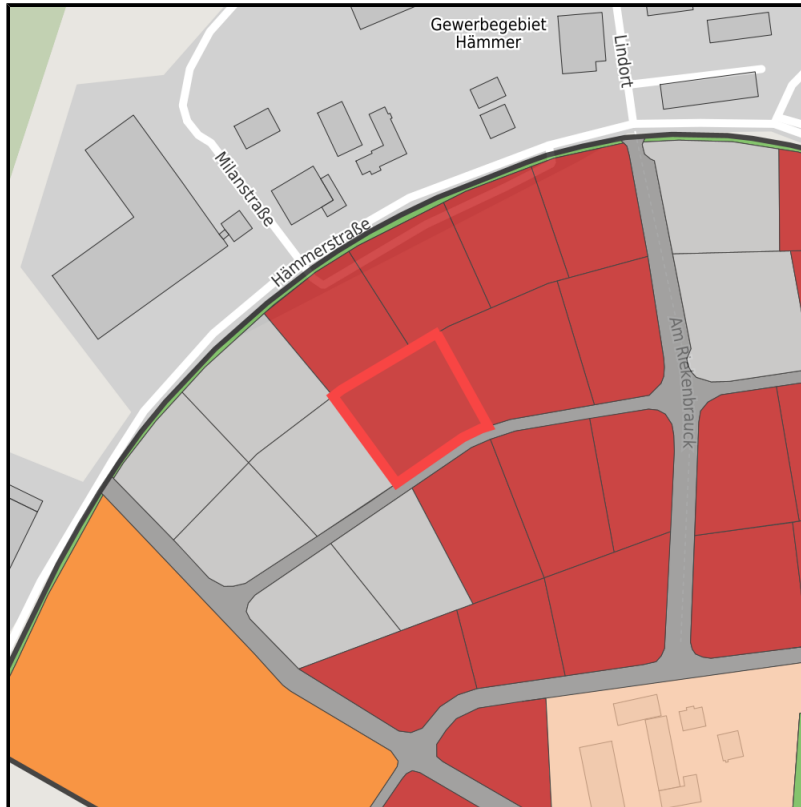 Gewerbegebiet
Hämmer
Lindort
Milanstraße
Hämmerstraße
Am Riekenbrauck